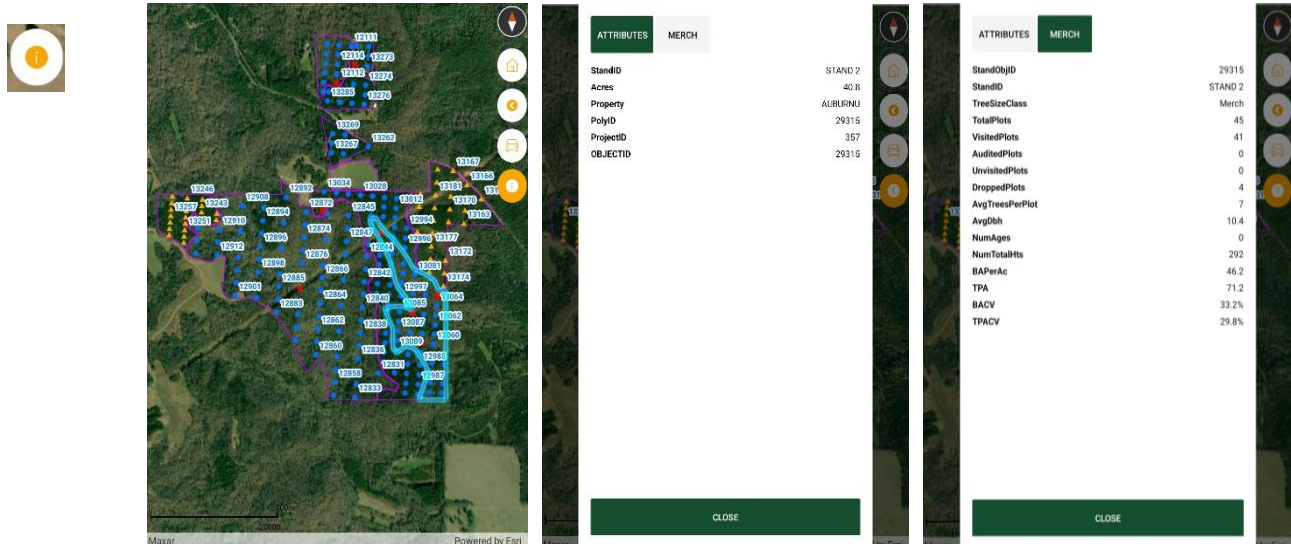 i
12111
12114
13273
12112
13274
13285
13276
13269
13262
13267
13167
13166
13181
13170
13163
13246
12908
12892
13034
13028
13257
13243
12894
12872
12845
13012
13251
12910
12874
12847
12994
12912
12896
12844
12996
13177
13172
12876
12898
12866
12842
13081
13174
12885
12901
12864
12840
12997
13085
13064
12883
12862
12838
13087
13062
13060
12860
12836
13089
12985
12858
12831
12987
12833
Maxar
Powered by Esri
ATTRIBUTES MERCH
StandID STAND 2
Acres 40.8
Property AUBURNU
PolyID 29315
ProjectID 357
OBJECTID 29315
CLOSE
by Esri
ATTRIBUTES MERCH
StandObjID 29315
StandID STAND 2
TreeSizeClass Merch
TotalPlots 45
VisitedPlots 41
AuditedPlots 0
UnvisitedPlots 0
DroppedPlots 4
AvgTreesPerPlot 7
AvgDbh 10.4
NumAges 0
NumTotalHts 292
BAPerAc 46.2
TPA 71.2
BACV 33.2%
TPACV 29.8%
CLOSE